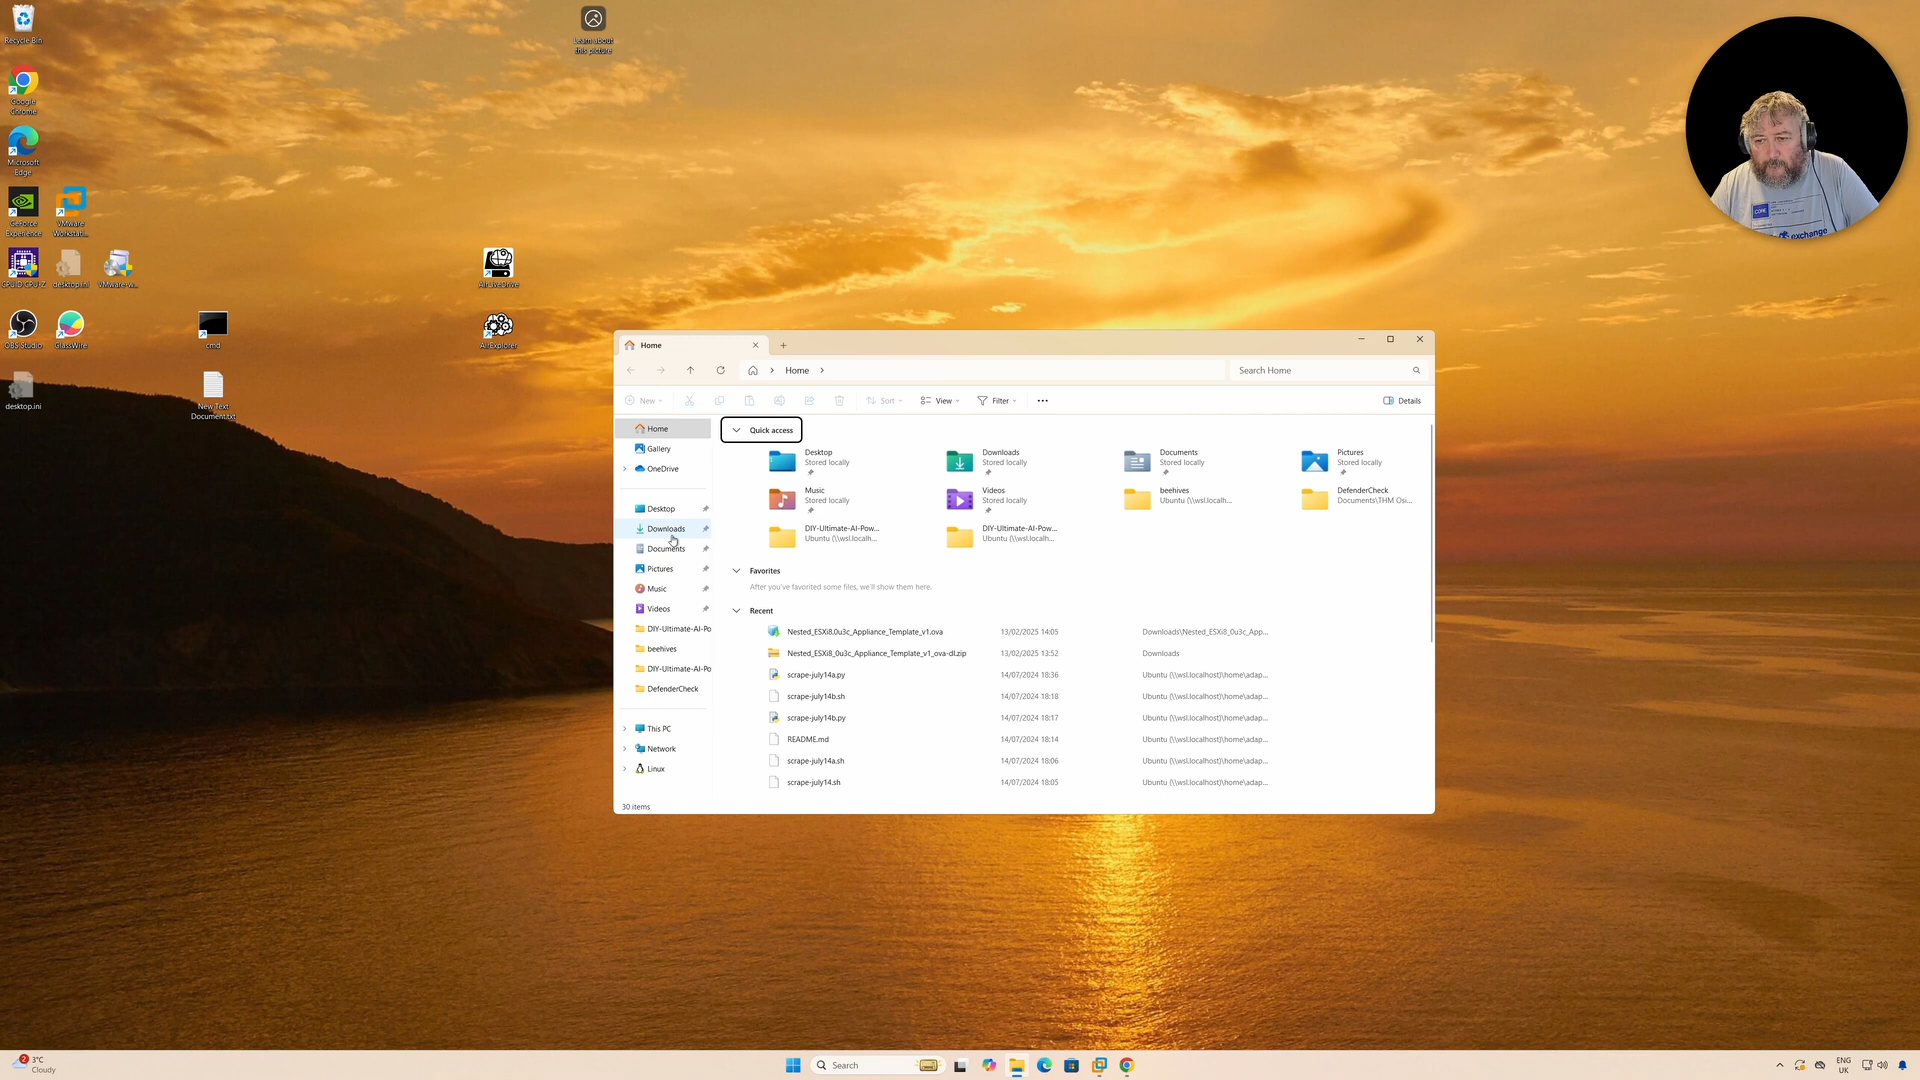 Recycle Bin
Learn about
this picture
Google
Chrome
Microsoft
Edge
GeForce
Experience
VMware
Workstati...
CPUID CPU-Z
desktop.ini
VMware-w...
AirLiveDrive
OBS Studio
GlassWire
cmd
AirExplorer
desktop.ini
New Text
Document.txt
CORE
exchange
Home
Home
Search Home
New
Sort
View
Filter
Details
Home
Gallery
OneDrive
Desktop
Downloads
Documents
Pictures
Music
Videos
DIY-Ultimate-AI-Po
beehives
DIY-Ultimate-AI-Po
DefenderCheck
This PC
Network
Linux
Quick access
Desktop
Stored locally
Downloads
Stored locally
Documents
Stored locally
Pictures
Stored locally
Music
Stored locally
Videos
Stored locally
beehives
Ubuntu (\\wsl.localh...
DefenderCheck
Documents\THM Osi...
DIY-Ultimate-AI-Pow...
Ubuntu (\\wsl.localh...
DIY-Ultimate-AI-Pow...
Ubuntu (\\wsl.localh...
Favorites
After you've favorited some files, we'll show them here.
Recent
Nested_ESXi8.0u3c_Appliance_Template_v1.ova 13/02/2025 14:05 Downloads\Nested_ESXi8_0u3c_App...
Nested_ESXi8_0u3c_Appliance_Template_v1_ova-dl.zip 13/02/2025 13:52 Downloads
scrape-july14a.py 14/07/2024 18:36 Ubuntu (\\wsl.localhost)\home\adap...
scrape-july14b.sh 14/07/2024 18:18 Ubuntu (\\wsl.localhost)\home\adap...
scrape-july14b.py 14/07/2024 18:17 Ubuntu (\\wsl.localhost)\home\adap...
README.md 14/07/2024 18:14 Ubuntu (\\wsl.localhost)\home\adap...
scrape-july14a.sh 14/07/2024 18:06 Ubuntu (\\wsl.localhost)\home\adap...
scrape-july14.sh 14/07/2024 18:05 Ubuntu (\\wsl.localhost)\home\adap...
30 items
2
3°C
Cloudy
Search
ENG
UK